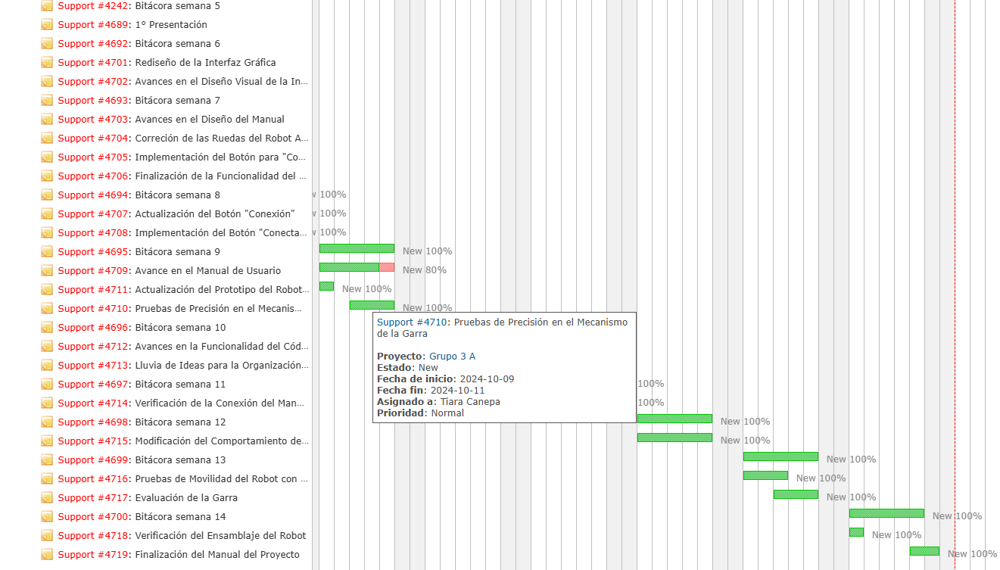 Support #4242: Bitácora semana 5
Support #4689: 1º Presentación
Support #4692: Bitácora semana 6
Support #4701: Rediseño de la Interfaz Gráfica
Support #4702: Avances en el Diseño Visual de la In...
Support #4693: Bitácora semana 7
Support #4703: Avances en el Diseño del Manual
Support #4704: Correción de las Ruedas del Robot A...
Support #4705: Implementación del Botón para "Co...
Support #4706: Finalización de la Funcionalidad del ...
Support #4694: Bitácora semana 8 w 100%
Support #4707: Actualización del Botón "Conexión" w 100%
Support #4708: Implementación del Botón "Conecta... w 100%
Support #4695: Bitácora semana 9 New 100%
Support #4709: Avance en el Manual de Usuario New 80%
Support #4711: Actualización del Prototipo del Robot... New 100%
Support #4710: Pruebas de Precisión en el Mecanis... New 100%
Support #4696: Bitácora semana 10
Support #4712: Avances en la Funcionalidad del Cód...
Support #4713: Lluvia de Ideas para la Organización...
Support #4697: Bitácora semana 11 100%
Support #4714: Verificación de la Conexión del Man... 100%
Support #4698: Bitácora semana 12 New 100%
Support #4715: Modificación del Comportamiento de... New 100%
Support #4699: Bitácora semana 13 New 100%
Support #4716: Pruebas de Movilidad del Robot con ... New 100%
Support #4717: Evaluación de la Garra New 100%
Support #4700: Bitácora semana 14 New 100%
Support #4718: Verificación del Ensamblaje del Robot New 100%
Support #4719: Finalización del Manual del Proyecto New 100%
Support #4710: Pruebas de Precisión en el Mecanismo
de la Garra
Proyecto: Grupo 3 A
Estado: New
Fecha de inicio: 2024-10-09
Fecha fin: 2024-10-11
Asignado a: Tiara Canepa
Prioridad: Normal